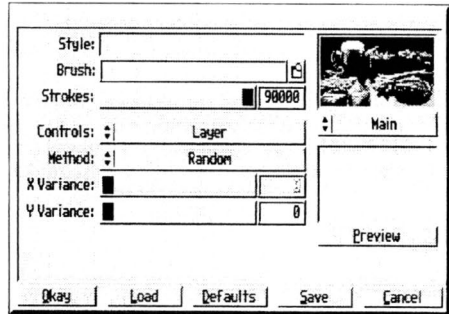 Style:
Brush:
Strokes: 90000
Controls: Layer
Main
Method: Random
X Variance:
Y Variance: 0
Preview
Okay Load Defaults Save Cancel